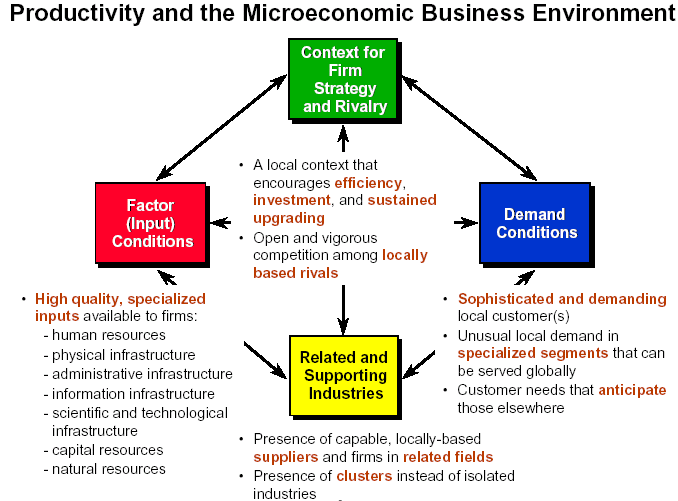 Productivity and the Microeconomic Business Environment
Context for
Firm
Strategy
and Rivalry
• A local context that
encourages efficiency,
investment, and sustained
upgrading
• Open and vigorous
competition among locally
based rivals
Factor
(Input)
Conditions
Demand
Conditions
• High quality, specialized
inputs available to firms:
- human resources
- physical infrastructure
- administrative infrastructure
- information infrastructure
- scientific and technological
infrastructure
- capital resources
- natural resources
• Sophisticated and demanding
local customer(s)
• Unusual local demand in
specialized segments that can
be served globally
• Customer needs that anticipate
those elsewhere
Related and
Supporting
Industries
• Presence of capable, locally-based
suppliers and firms in related fields
• Presence of clusters instead of isolated
industries